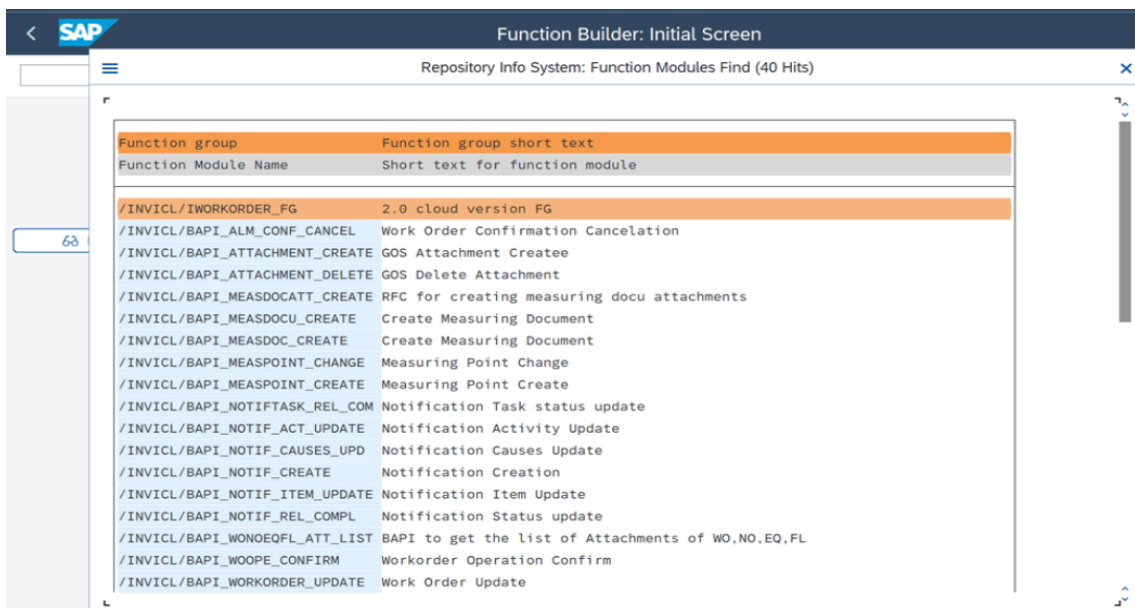 SAP
Function Builder: Initial Screen
Repository Info System: Function Modules Find (40 Hits)
Function group Function group short text
Function Module Name Short text for function module
/INVICL/IWORKORDER_FG 2.0 cloud version FG
/INVICL/BAPI_ALM_CONF_CANCEL Work Order Confirmation Cancelation
/INVICL/BAPI_ATTACHMENT_CREATE GOS Attachment Createe
/INVICL/BAPI_ATTACHMENT_DELETE GOS Delete Attachment
/INVICL/BAPI_MEASDOCATT_CREATE RFC for creating measuring docu attachments
/INVICL/BAPI_MEASDOCU_CREATE Create Measuring Document
/INVICL/BAPI_MEASDOC_CREATE Create Measuring Document
/INVICL/BAPI_MEASPOINT_CHANGE Measuring Point Change
/INVICL/BAPI_MEASPOINT_CREATE Measuring Point Create
/INVICL/BAPI_NOTIFTASK_REL_COM Notification Task status update
/INVICL/BAPI_NOTIF_ACT_UPDATE Notification Activity Update
/INVICL/BAPI_NOTIF_CAUSES_UPD Notification Causes Update
/INVICL/BAPI_NOTIF_CREATE Notification Creation
/INVICL/BAPI_NOTIF_ITEM_UPDATE Notification Item Update
/INVICL/BAPI_NOTIF_REL_COMPL Notification Status update
/INVICL/BAPI_WONOEQFL_ATT_LIST BAPI to get the list of Attachments of WO,NO,EQ,FL
/INVICL/BAPI_WOOPE_CONFIRM Workorder Operation Confirm
/INVICL/BAPI_WORKORDER_UPDATE Work Order Update